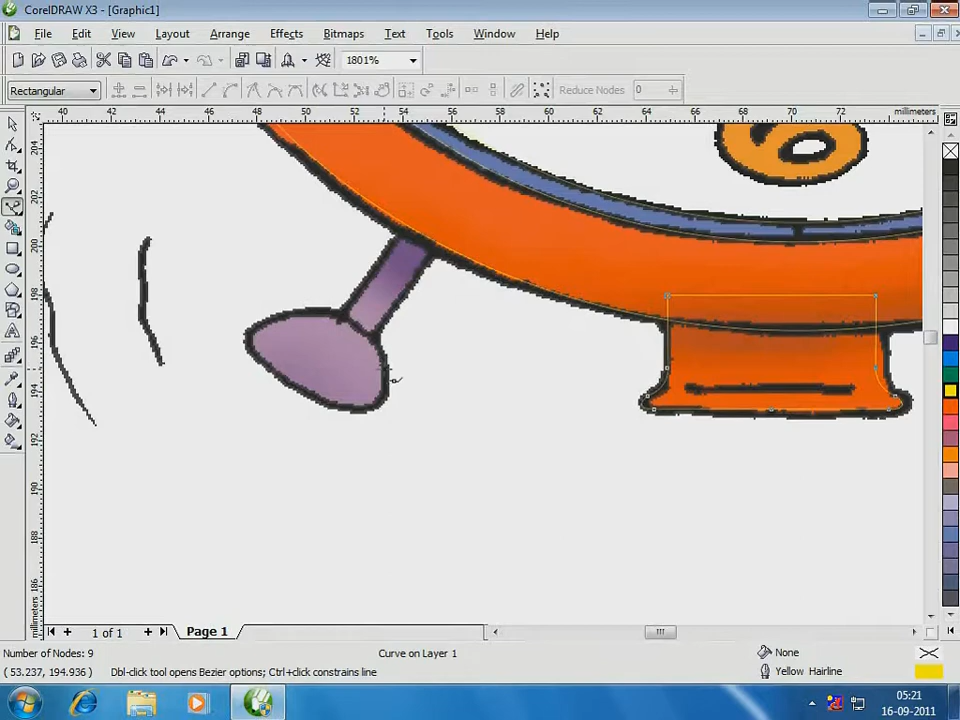 CorelDRAW X3 - [Graphic1]
File Edit View Layout Arrange Effects Bitmaps Text Tools Window Help
1801%
Rectangular Reduce Nodes 0
40 42 44 46 48 50 52 54 56 58 60 62 64 66 68 70 72 millimeters
204
202
200
198
196
194
192
190
188
186
millimeters
1 of 1 Page 1
Number of Nodes: 9 Curve on Layer 1 None
(53.237, 194.936) Dbl-click tool opens Bezier options; Ctrl+click constrains line Yellow Hairline
05:21
16-09-2011